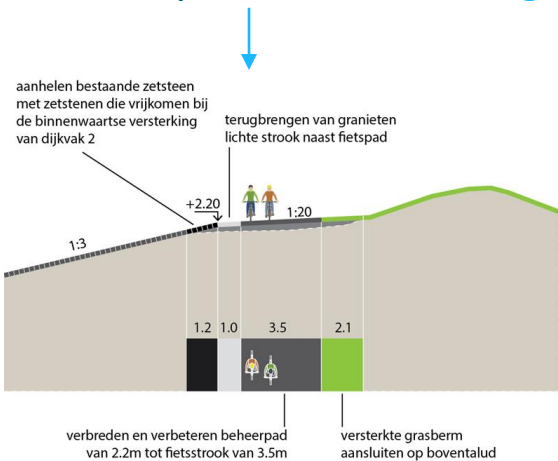 aanhelen bestaande zetsteen
met zetstenen die vrijkomen bij
de binnenwaartse versterking
van dijkvak 2
terugbrengen van granieten
lichte strook naast fietspad
+2.20
1:20
1:3
1.2 1.0 3.5 2.1
verbreden en verbeteren beheerpad
van 2.2m tot fietsstrook van 3.5m
versterkte grasberm
aansluiten op boventalud